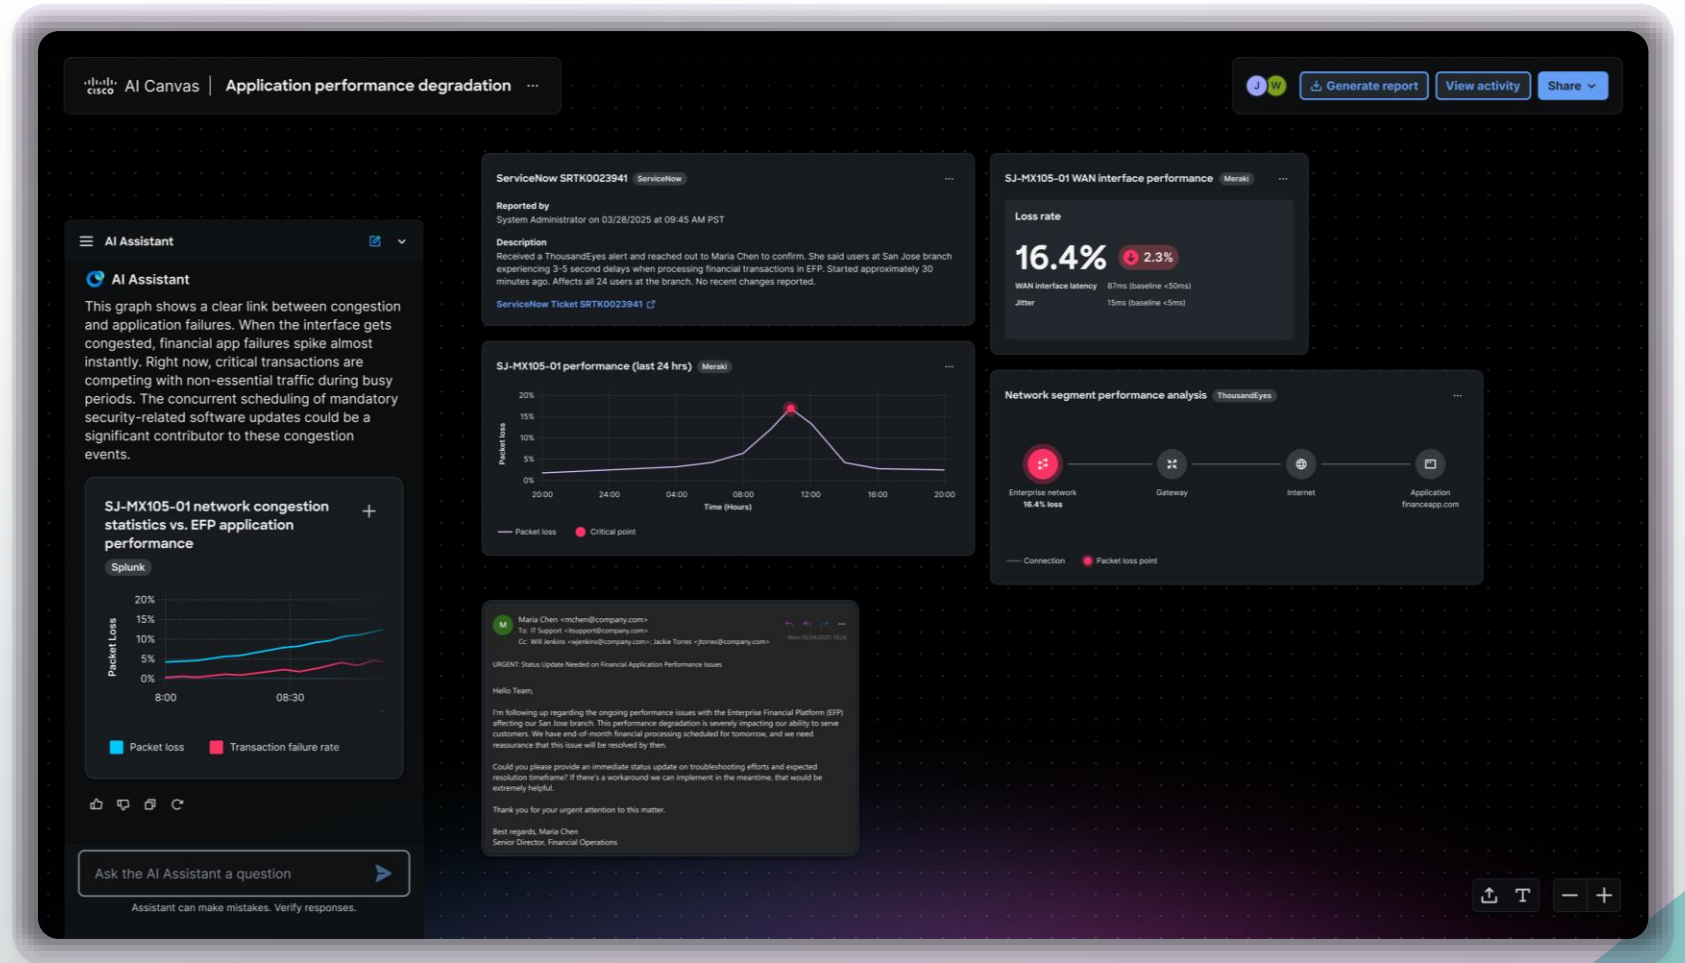 cisco AI Canvas | Application performance degradation ...
J W Generate report View activity Share
AI Assistant
AI Assistant
This graph shows a clear link between congestion
and application failures. When the interface gets
congested, financial app failures spike almost
instantly. Right now, critical transactions are
competing with non-essential traffic during busy
periods. The concurrent scheduling of mandatory
security-related software updates could be a
significant contributor to these congestion
events.
SJ-MX105-01 network congestion
statistics vs. EFP application
performance
Splunk
Packet Loss
20%
15%
10%
5%
0%
8:00 08:30
Packet loss Transaction failure rate
Ask the AI Assistant a question
Assistant can make mistakes. Verify responses.
ServiceNow SRTK0023941 ServiceNow
Reported by
System Administrator on 03/28/2025 at 09:45 AM PST
Description
Received a ThousandEyes alert and reached out to Maria Chen to confirm. She said users at San Jose branch
experiencing 3-5 second delays when processing financial transactions in EFP. Started approximately 30
minutes ago. Affects all 24 users at the branch. No recent changes reported.
ServiceNow Ticket SRTK0023941
SJ-MX105-01 performance (last 24 hrs) Meraki
Packet loss
20%
15%
10%
5%
0%
20:00 24:00 04:00 08:00 12:00 16:00 20:00
Time (Hours)
Packet loss Critical point
M
Maria Chen <mchen@company.com>
To: IT Support <itsupport@company.com>
Cc: Will Jenkins <wjenkins@company.com>; Jackie Torres <jtorres@company.com>
URGENT: Status Update Needed on Financial Application Performance Issues
Hello Team,
I'm following up regarding the ongoing performance issues with the Enterprise Financial Platform (EFP)
affecting our San Jose branch. This performance degradation is severely impacting our ability to serve
customers. We have end-of-month financial processing scheduled for tomorrow, and we need
reassurance that this issue will be resolved by then.
Could you please provide an immediate status update on troubleshooting efforts and expected
resolution timeframe? If there's a workaround we can implement in the meantime, that would be
extremely helpful.
Thank you for your urgent attention to this matter.
Best regards, Maria Chen
Senior Director, Financial Operations
SJ-MX105-01 WAN interface performance Meraki
Loss rate
16.4% 2.3%
WAN interface latency 87ms (baseline <50ms)
Jitter 15ms (baseline <5ms)
Network segment performance analysis ThousandEyes
Enterprise network
16.4% loss
Gateway
Internet
Application
financeapp.com
Connection Packet loss point
T